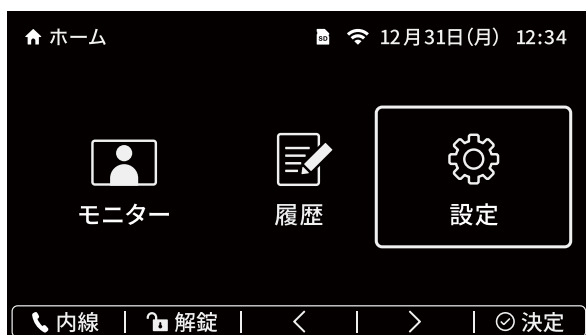 ホーム 12月31日(月) 12:34
モニター 履歴 設定
内線 解錠 < > 決定